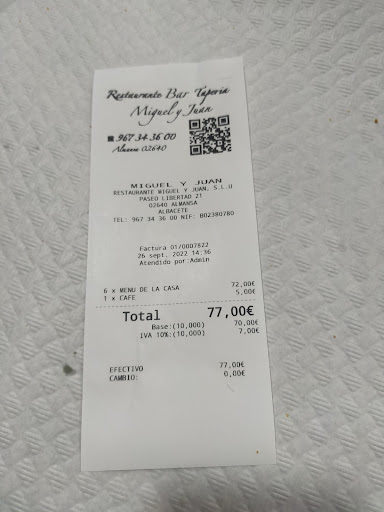 Restaurante Bar Taperia
Miguel y Juan
☎ 967 34 36 00
Almansa 02640
MIGUEL Y JUAN
RESTAURANTE MIGUEL Y JUAN, S.L.U
PASEO LIBERTAD 21
02640 ALMANSA
ALBACETE
TEL: 967 34 36 00 NIF: B02380780
Factura 01/0007822
26 sept. 2022 14:36
Atendido por:Admin
6 x MENU DE LA CASA 72,00€
1 x CAFE 5,00€
Total 77,00€
Base:(10,000) 70,00€
IVA 10%:(10,000) 7,00€
EFECTIVO 77,00€
CAMBIO: 0,00€